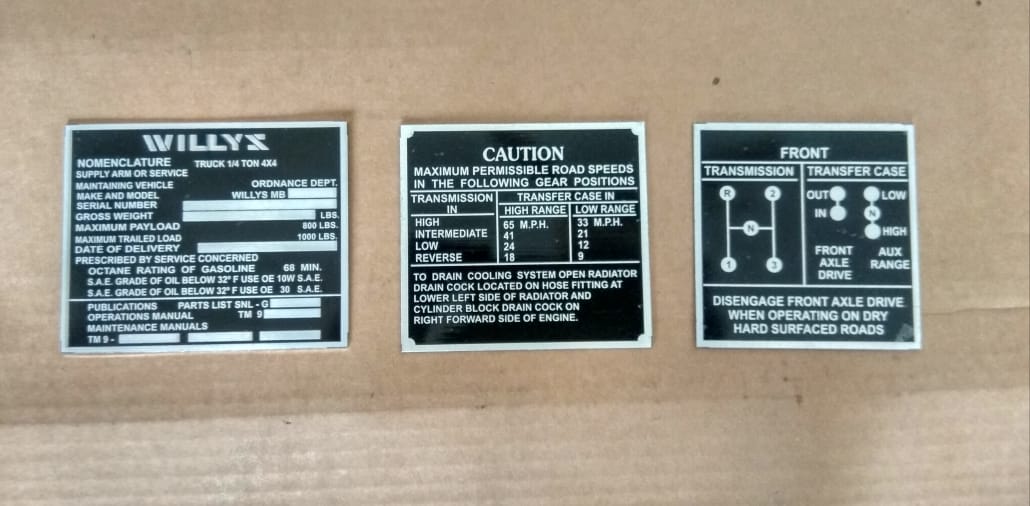 WILLYS
NOMENCLATURE TRUCK 1/4 TON 4X4
SUPPLY ARM OR SERVICE
MAINTAINING VEHICLE ORDNANCE DEPT.
MAKE AND MODEL WILLYS MB
SERIAL NUMBER
GROSS WEIGHT LBS.
MAXIMUM PAYLOAD 800 LBS.
MAXIMUM TRAILED LOAD 1000 LBS.
DATE OF DELIVERY
PRESCRIBED BY SERVICE CONCERNED
OCTANE RATING OF GASOLINE 68 MIN.
S.A.E. GRADE OF OIL BELOW 32° F USE OE 10W S.A.E.
S.A.E. GRADE OF OIL BELOW 32° F USE OE 30 S.A.E.
PUBLICATIONS PARTS LIST SNL - G
OPERATIONS MANUAL TM 9
MAINTENANCE MANUALS
TM 9 -
CAUTION
MAXIMUM PERMISSIBLE ROAD SPEEDS
IN THE FOLLOWING GEAR POSITIONS
TRANSMISSION IN TRANSFER CASE IN
HIGH RANGE LOW RANGE
HIGH 65 M.P.H. 33 M.P.H.
INTERMEDIATE 41 21
LOW 24 12
REVERSE 18 9
TO DRAIN COOLING SYSTEM OPEN RADIATOR
DRAIN COCK LOCATED ON HOSE FITTING AT
LOWER LEFT SIDE OF RADIATOR AND
CYLINDER BLOCK DRAIN COCK ON
RIGHT FORWARD SIDE OF ENGINE.
FRONT
TRANSMISSION TRANSFER CASE
R 2 OUT LOW
IN N
N HIGH
1 3
FRONT AXLE DRIVE
AUX RANGE
DISENGAGE FRONT AXLE DRIVE
WHEN OPERATING ON DRY
HARD SURFACED ROADS